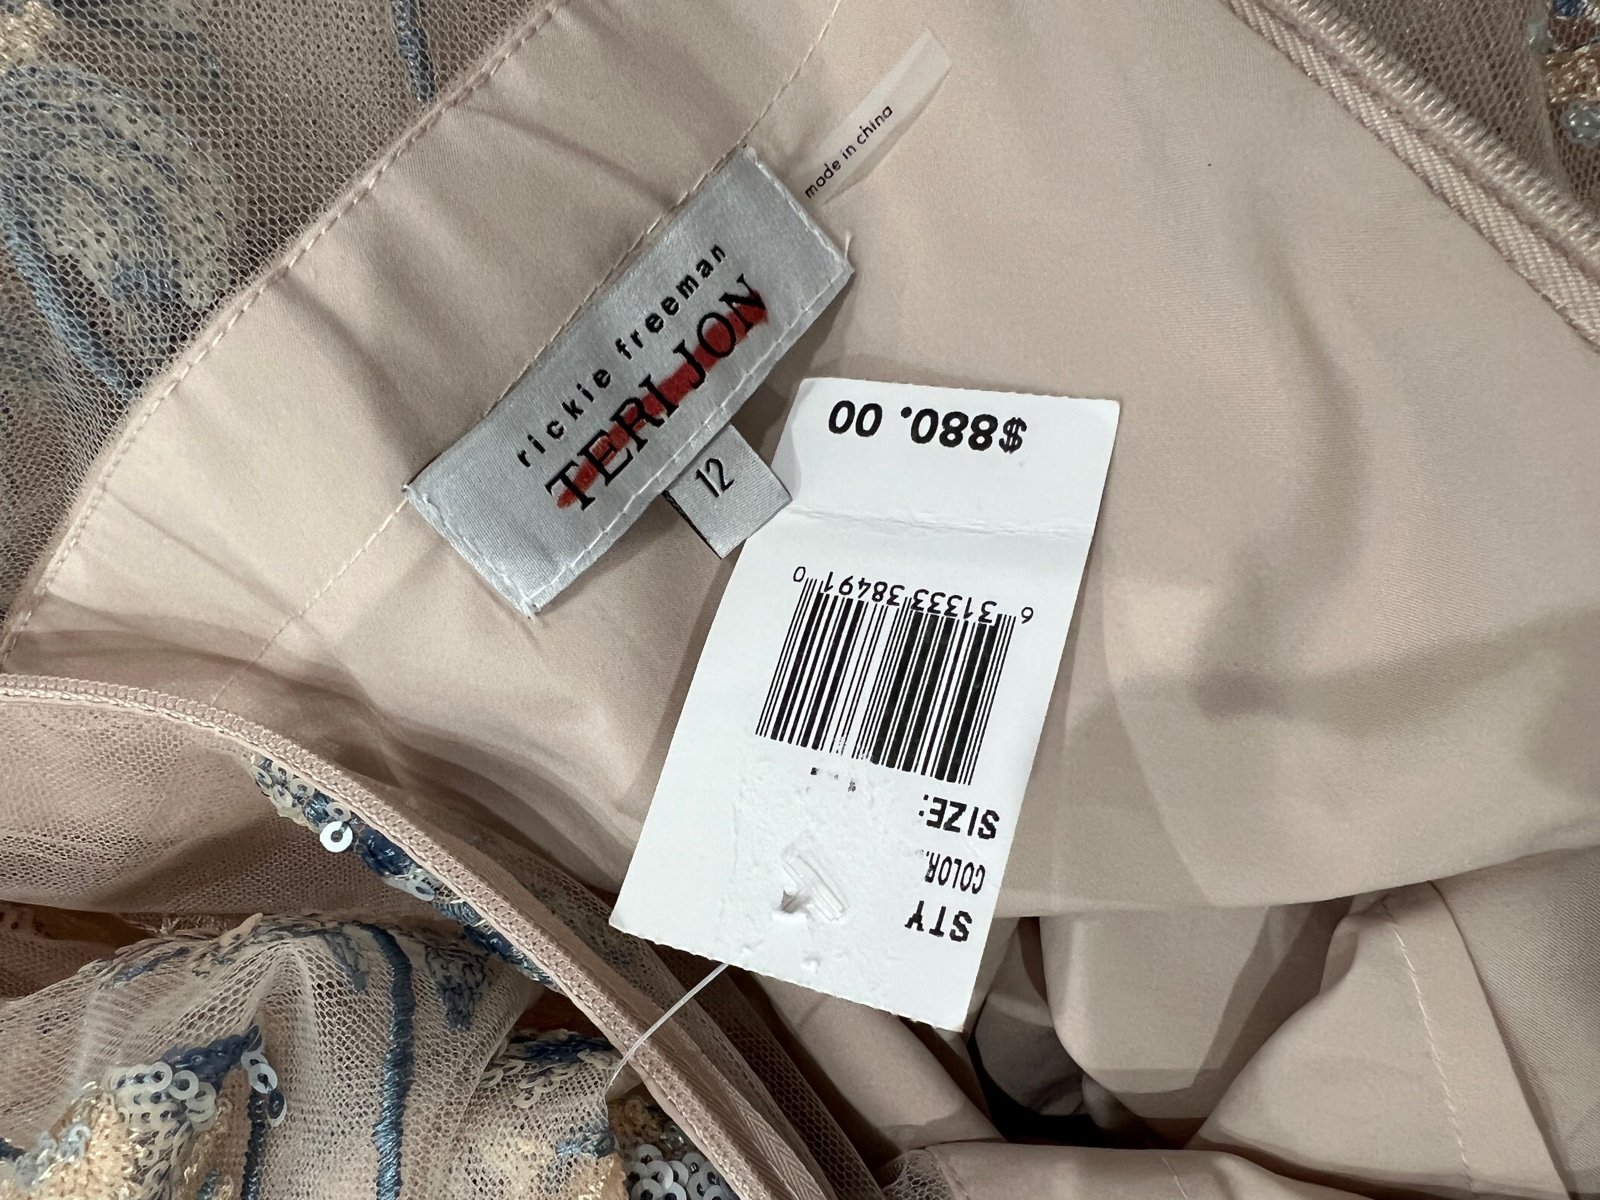 made in china
rickie freeman
TERI JON
12
$880.00
6 31333 38491 0
SIZE:
COLOR.
STY